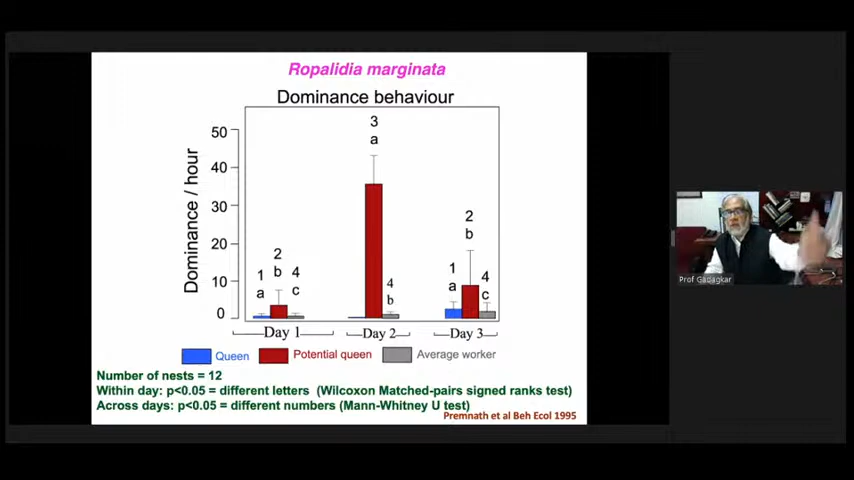 Ropalidia marginata
Dominance behaviour
Dominance / hour
50
40
30
20
10
0
1
a
2
b
4
c
3
a
4
b
1
a
2
b
4
c
Day 1
Day 2
Day 3
Queen
Potential queen
Average worker
Number of nests = 12
Within day: p<0.05 = different letters (Wilcoxon Matched-pairs signed ranks test)
Across days: p<0.05 = different numbers (Mann-Whitney U test)
Premnath et al Beh Ecol 1995
Prof Gadagkar